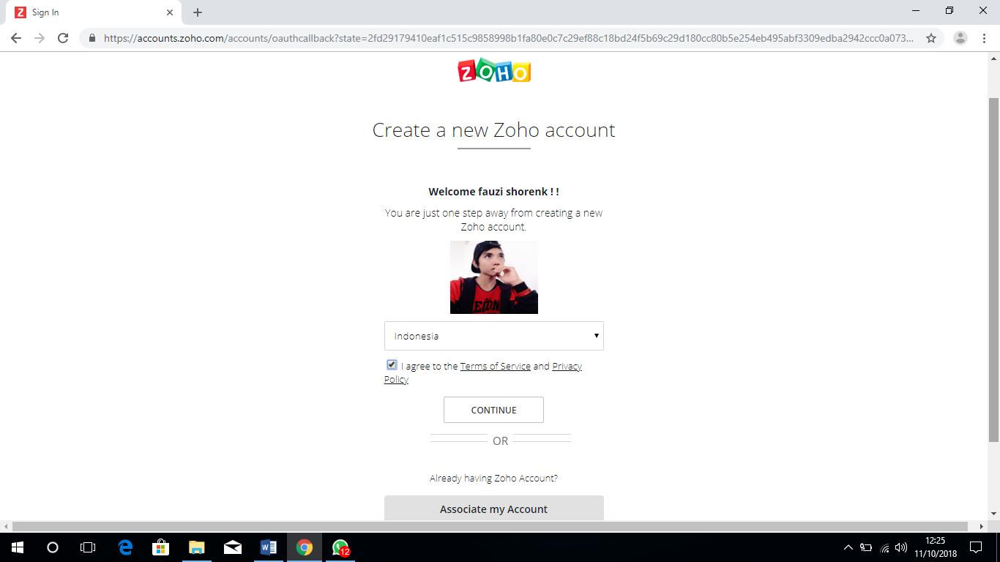 Sign In
https://accounts.zoho.com/accounts/oauthcallback?state=2fd29179410eaf1c515c9858998b1fa80e0c7c29ef88c18bd24f5b69c29d180cc80b5e254eb495abf3309edba2942ccc0a073...
ZOHO
Create a new Zoho account
Welcome fauzi shorenk ! !
You are just one step away from creating a new
Zoho account.
Indonesia
I agree to the Terms of Service and Privacy
Policy
CONTINUE
OR
Already having Zoho Account?
Associate my Account
12
12:25
11/10/2018